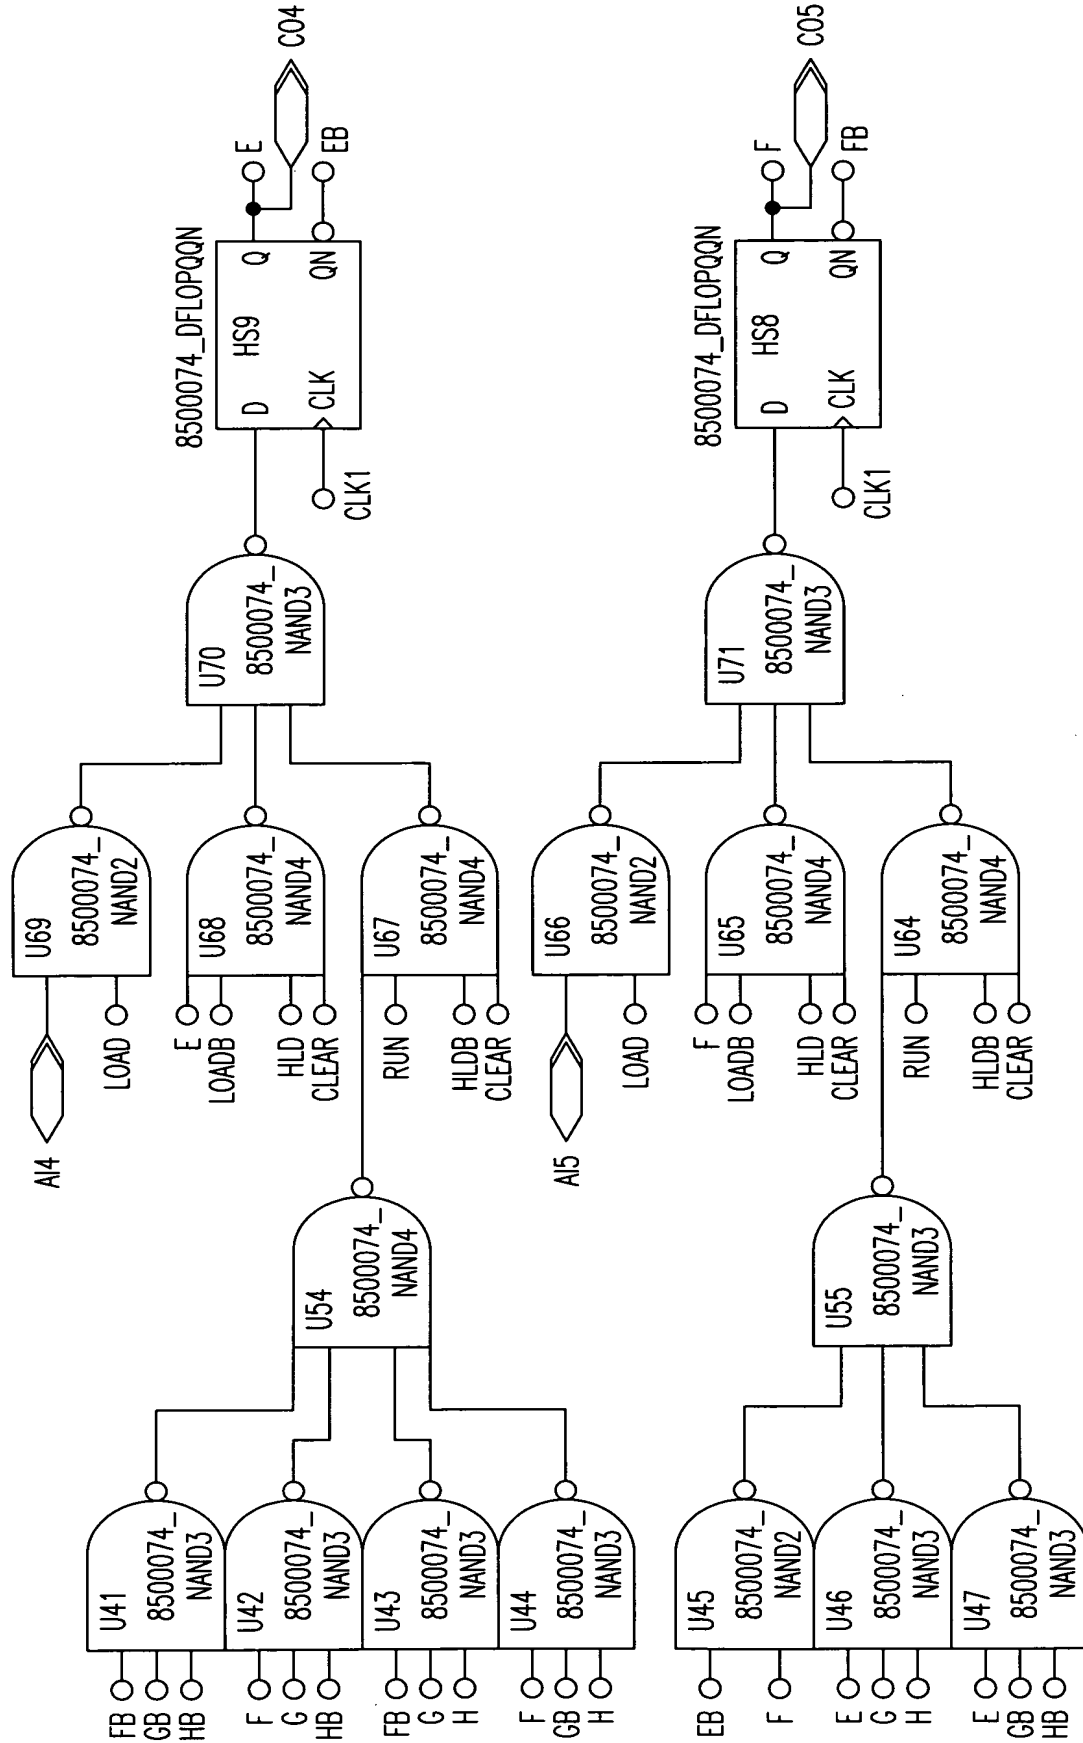 FB
GB
HB
U41
8500074_
NAND3
F
G
HB
U42
8500074_
NAND3
FB
G
H
U43
8500074_
NAND3
F
GB
H
U44
8500074_
NAND3
U54
8500074_
NAND4
AI4
LOAD
U69
8500074_
NAND2
E
LOADB
HLD
CLEAR
U68
8500074_
NAND4
RUN
HLDB
CLEAR
U67
8500074_
NAND4
U70
8500074_
NAND3
8500074_DFLOPQQN
D
HS9
Q
CLK
QN
CLK1
E
EB
CO4
EB
F
U45
8500074_
NAND2
E
G
H
U46
8500074_
NAND3
E
GB
HB
U47
8500074_
NAND3
U55
8500074_
NAND3
AI5
LOAD
U66
8500074_
NAND2
F
LOADB
HLD
CLEAR
U65
8500074_
NAND4
RUN
HLDB
CLEAR
U64
8500074_
NAND4
U71
8500074_
NAND3
8500074_DFLOPQQN
D
HS8
Q
CLK
QN
CLK1
F
FB
CO5